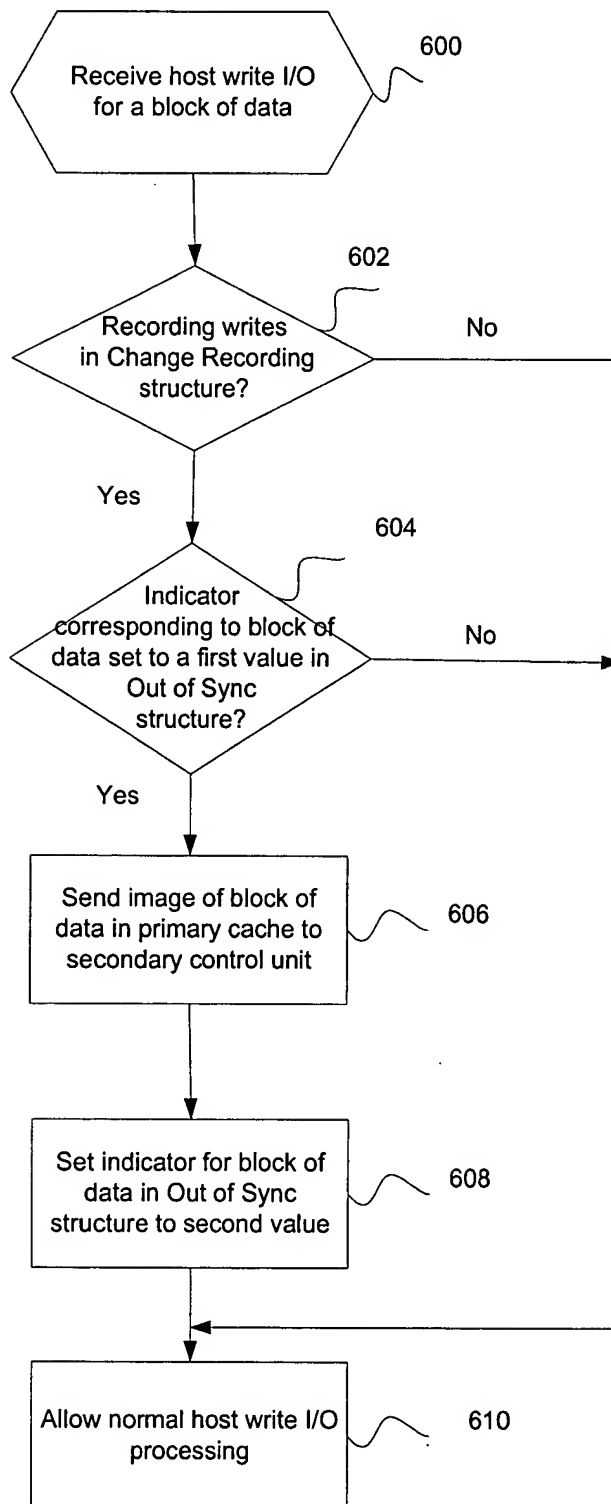 Receive host write I/O
for a block of data
600
602
Recording writes
in Change Recording
structure?
No
Yes
604
Indicator
corresponding to block of
data set to a first value in
Out of Sync
structure?
No
Yes
Send image of block of
data in primary cache to
secondary control unit
606
Set indicator for block of
data in Out of Sync
structure to second value
608
Allow normal host write I/O
processing
610